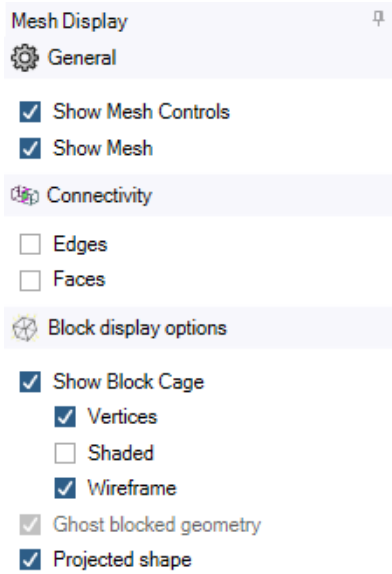 Mesh Display
General
Show Mesh Controls
Show Mesh
Connectivity
Edges
Faces
Block display options
Show Block Cage
Vertices
Shaded
Wireframe
Ghost blocked geometry
Projected shape